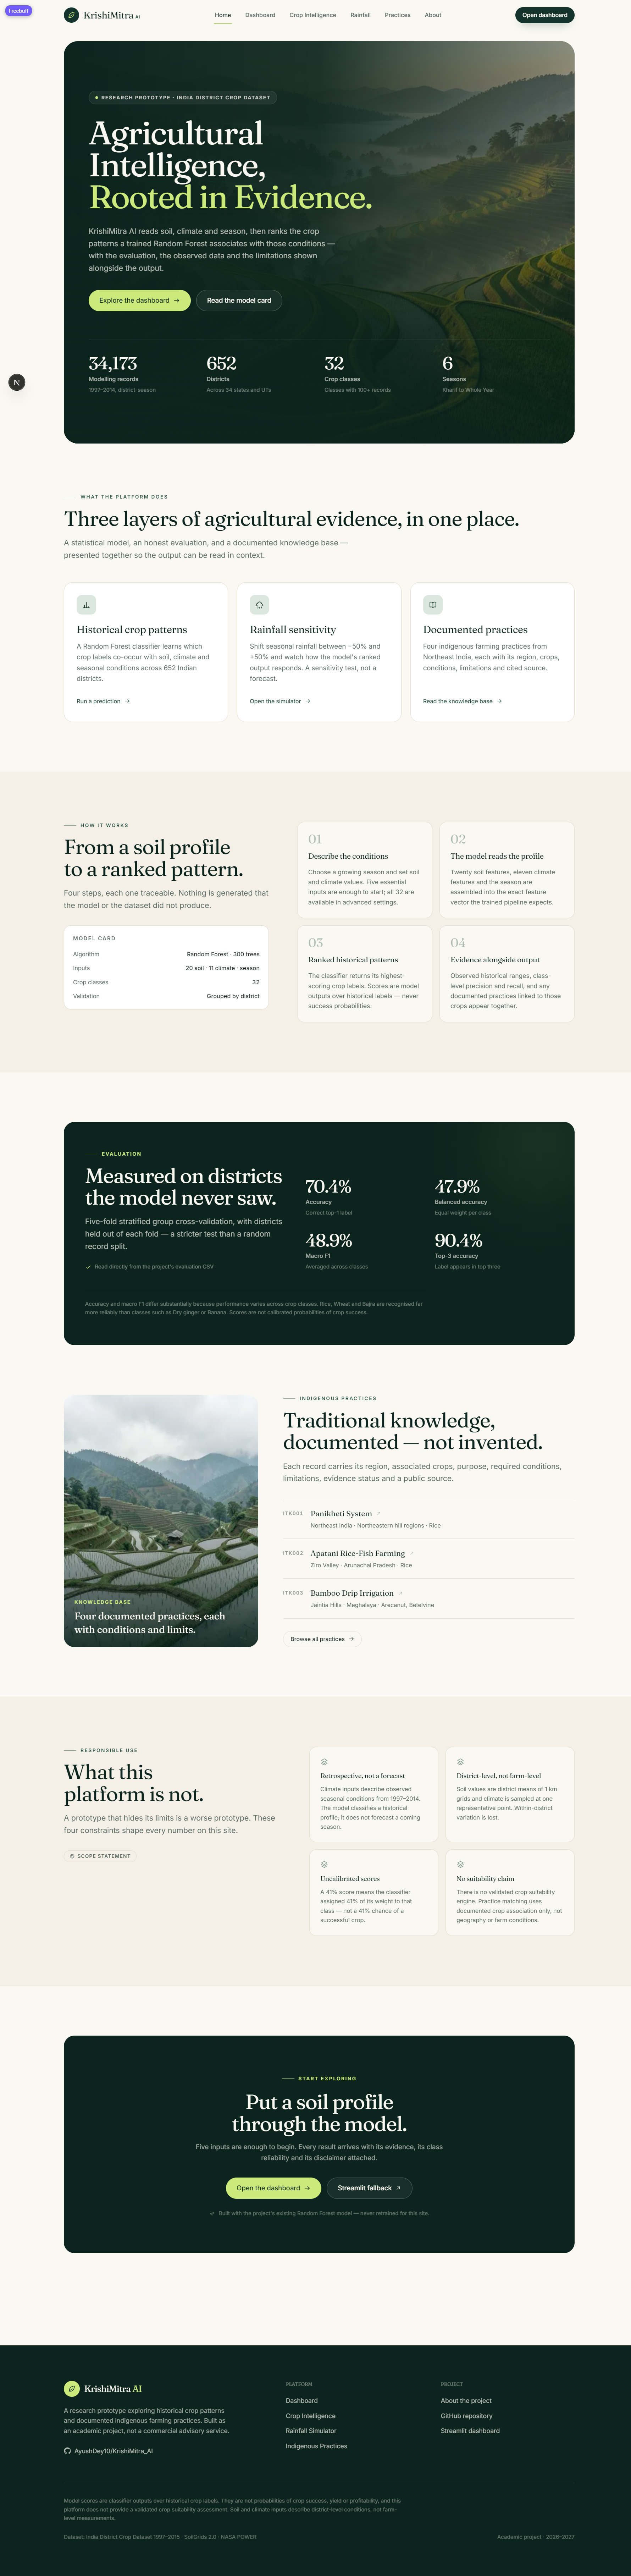 Freebuff
KrishiMitra AI
Home
Dashboard
Crop Intelligence
Rainfall
Practices
About
Open dashboard
RESEARCH PROTOTYPE · INDIA DISTRICT CROP DATASET
Agricultural
Intelligence,
Rooted in Evidence.
KrishiMitra AI reads soil, climate and season, then ranks the crop
patterns a trained Random Forest associates with those conditions —
with the evaluation, the observed data and the limitations shown
alongside the output.
Explore the dashboard →
Read the model card
34,173
Modelling records
1997–2014, district-season
652
Districts
Across 34 states and UTs
32
Crop classes
Classes with 100+ records
6
Seasons
Kharif to Whole Year
N
WHAT THE PLATFORM DOES
Three layers of agricultural evidence, in one place.
A statistical model, an honest evaluation, and a documented knowledge base —
presented together so the output can be read in context.
Historical crop patterns
A Random Forest classifier learns which
crop labels co-occur with soil, climate and
seasonal conditions across 652 Indian
districts.
Run a prediction →
Rainfall sensitivity
Shift seasonal rainfall between −50% and
+50% and watch how the model's ranked
output responds. A sensitivity test, not a
forecast.
Open the simulator →
Documented practices
Four indigenous farming practices from
Northeast India, each with its region, crops,
conditions, limitations and cited source.
Read the knowledge base →
HOW IT WORKS
From a soil profile
to a ranked pattern.
Four steps, each one traceable. Nothing is generated that
the model or the dataset did not produce.
MODEL CARD
Algorithm
Random Forest · 300 trees
Inputs
20 soil · 11 climate · season
Crop classes
32
Validation
Grouped by district
01
Describe the conditions
Choose a growing season and set soil
and climate values. Five essential
inputs are enough to start; all 32 are
available in advanced settings.
02
The model reads the profile
Twenty soil features, eleven climate
features and the season are
assembled into the exact feature
vector the trained pipeline expects.
03
Ranked historical patterns
The classifier returns its highest-
scoring crop labels. Scores are model
outputs over historical labels — never
success probabilities.
04
Evidence alongside output
Observed historical ranges, class-
level precision and recall, and any
documented practices linked to those
crops appear together.
EVALUATION
Measured on districts
the model never saw.
Five-fold stratified group cross-validation, with districts
held out of each fold — a stricter test than a random
record split.
Read directly from the project's evaluation CSV
70.4%
Accuracy
Correct top-1 label
47.9%
Balanced accuracy
Equal weight per class
48.9%
Macro F1
Averaged across classes
90.4%
Top-3 accuracy
Label appears in top three
Accuracy and macro F1 differ substantially because performance varies across crop classes. Rice, Wheat and Bajra are recognised far
more reliably than classes such as Dry ginger or Banana. Scores are not calibrated probabilities of crop success.
KNOWLEDGE BASE
Four documented practices, each
with conditions and limits.
INDIGENOUS PRACTICES
Traditional knowledge,
documented — not invented.
Each record carries its region, associated crops, purpose, required conditions,
limitations, evidence status and a public source.
ITK001
Panikheti System ↗
Northeast India · Northeastern hill regions · Rice
ITK002
Apatani Rice-Fish Farming ↗
Ziro Valley · Arunachal Pradesh · Rice
ITK003
Bamboo Drip Irrigation ↗
Jaintia Hills · Meghalaya · Arecanut, Betelvine
Browse all practices →
RESPONSIBLE USE
What this
platform is not.
A prototype that hides its limits is a worse prototype. These
four constraints shape every number on this site.
SCOPE STATEMENT
Retrospective, not a forecast
Climate inputs describe observed
seasonal conditions from 1997–2014.
The model classifies a historical
profile; it does not forecast a coming
season.
District-level, not farm-level
Soil values are district means of 1 km
grids and climate is sampled at one
representative point. Within-district
variation is lost.
Uncalibrated scores
A 41% score means the classifier
assigned 41% of its weight to that
class — not a 41% chance of a
successful crop.
No suitability claim
There is no validated crop suitability
engine. Practice matching uses
documented crop association only, not
geography or farm conditions.
START EXPLORING
Put a soil profile
through the model.
Five inputs are enough to begin. Every result arrives with its evidence, its class
reliability and its disclaimer attached.
Open the dashboard →
Streamlit fallback ↗
Built with the project's existing Random Forest model — never retrained for this site.
KrishiMitra AI
A research prototype exploring historical crop patterns
and documented indigenous farming practices. Built as
an academic project, not a commercial advisory service.
AyushDey10/KrishiMitra_AI
PLATFORM
Dashboard
Crop Intelligence
Rainfall Simulator
Indigenous Practices
PROJECT
About the project
GitHub repository
Streamlit dashboard
Model scores are classifier outputs over historical crop labels. They are not probabilities of crop success, yield or profitability, and this
platform does not provide a validated crop suitability assessment. Soil and climate inputs describe district-level conditions, not farm-
level measurements.
Dataset: India District Crop Dataset 1997–2015 · SoilGrids 2.0 · NASA POWER
Academic project · 2026–2027